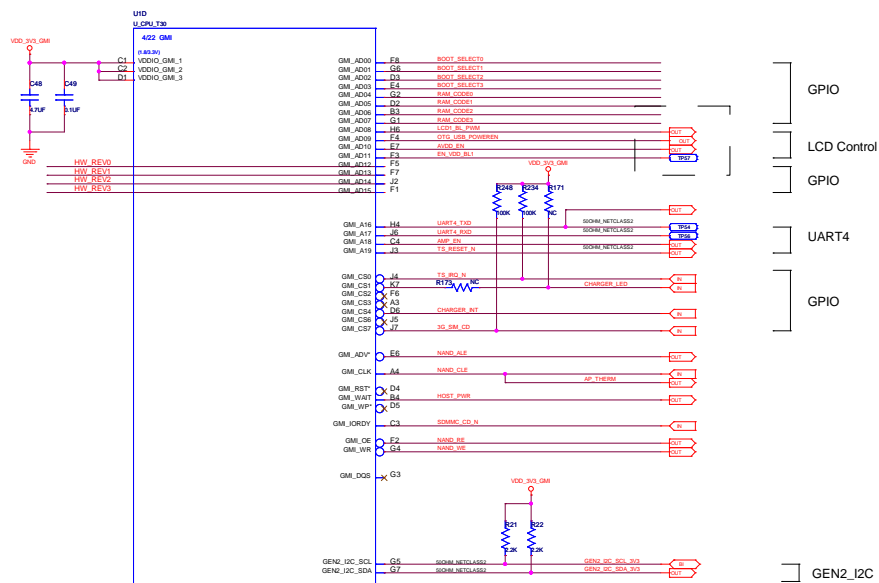 U1D
U_CPU_T30
4/22 GMI
(1.8/3.3V)
VDD_3V3_GMI
C1 VDDIO_GMI_1
C2 VDDIO_GMI_2
D1 VDDIO_GMI_3
C48
4.7UF
C49
0.1UF
GND
GMI_AD00 F8 BOOT_SELECT0
GMI_AD01 G6 BOOT_SELECT1
GMI_AD02 D3 BOOT_SELECT2
GMI_AD03 E4 BOOT_SELECT3
GMI_AD04 G2 RAM_CODE0
GMI_AD05 D2 RAM_CODE1
GMI_AD06 B3 RAM_CODE2
GMI_AD07 G1 RAM_CODE3
GPIO
GMI_AD08 H6 LCD1_BL_PWM OUT
GMI_AD09 F4 OTG_USB_POWEREN OUT
GMI_AD10 E7 AVDD_EN OUT
GMI_AD11 F3 EN_VDD_BL1 TP57
LCD Control
HW_REV0 GMI_AD12 F5
HW_REV1 GMI_AD13 F7
HW_REV2 GMI_AD14 J2
HW_REV3 GMI_AD15 F1
GPIO
VDD_3V3_GMI
R248 R234 R171
100K 100K NC
OUT
GMI_A16 H4 UART4_TXD 50OHM_NETCLASS2 TP54
GMI_A17 J6 UART4_RXD 50OHM_NETCLASS2 TP56
GMI_A18 C4 AMP_EN OUT
GMI_A19 J3 TS_RESET_N OUT
UART4
GMI_CS0 J4 TS_IRQ_N IN
GMI_CS1 K7 R173 NC CHARGER_LED IN
GMI_CS2 F6
GMI_CS3 A3
GMI_CS4 D6 CHARGER_INT IN
GMI_CS6 J5
GMI_CS7 J7 3G_SIM_CD IN
GPIO
GMI_ADV* E6 NAND_ALE OUT
GMI_CLK A4 NAND_CLE IN
AP_THERM OUT
GMI_RST* D4
GMI_WAIT B4 HOST_PWR OUT
GMI_WP* D5
GMI_IORDY C3 SDMMC_CD_N IN
GMI_OE F2 NAND_RE OUT
GMI_WR G4 NAND_WE OUT
GMI_DQS G3
VDD_3V3_GMI
R21 R22
2.2K 2.2K
GEN2_I2C_SCL G5 50OHM_NETCLASS2 GEN2_I2C_SCL_3V3 BI
GEN2_I2C_SDA G7 50OHM_NETCLASS2 GEN2_I2C_SDA_3V3 OUT
GEN2_I2C